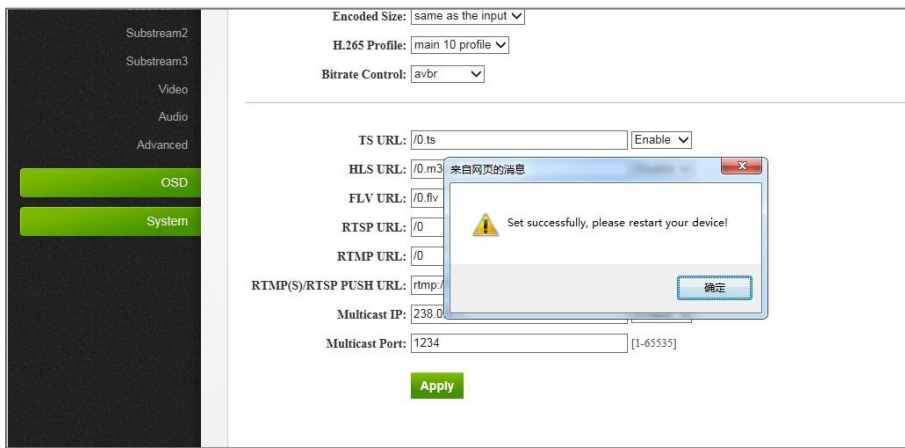 Encoded Size: same as the input
Substream2
H.265 Profile: main 10 profile
Substream3
Bitrate Control: avbr
Video
Audio
Advanced
TS URL: /0.ts Enable
HLS URL: /0.m3
来自网页的消息
OSD
FLV URL: /0.flv
System
RTSP URL: /0
Set successfully, please restart your device!
RTMP URL: /0
RTMP(S)/RTSP PUSH URL: rtmp:/
确定
Multicast IP: 238.0
Multicast Port: 1234 [1-65535]
Apply